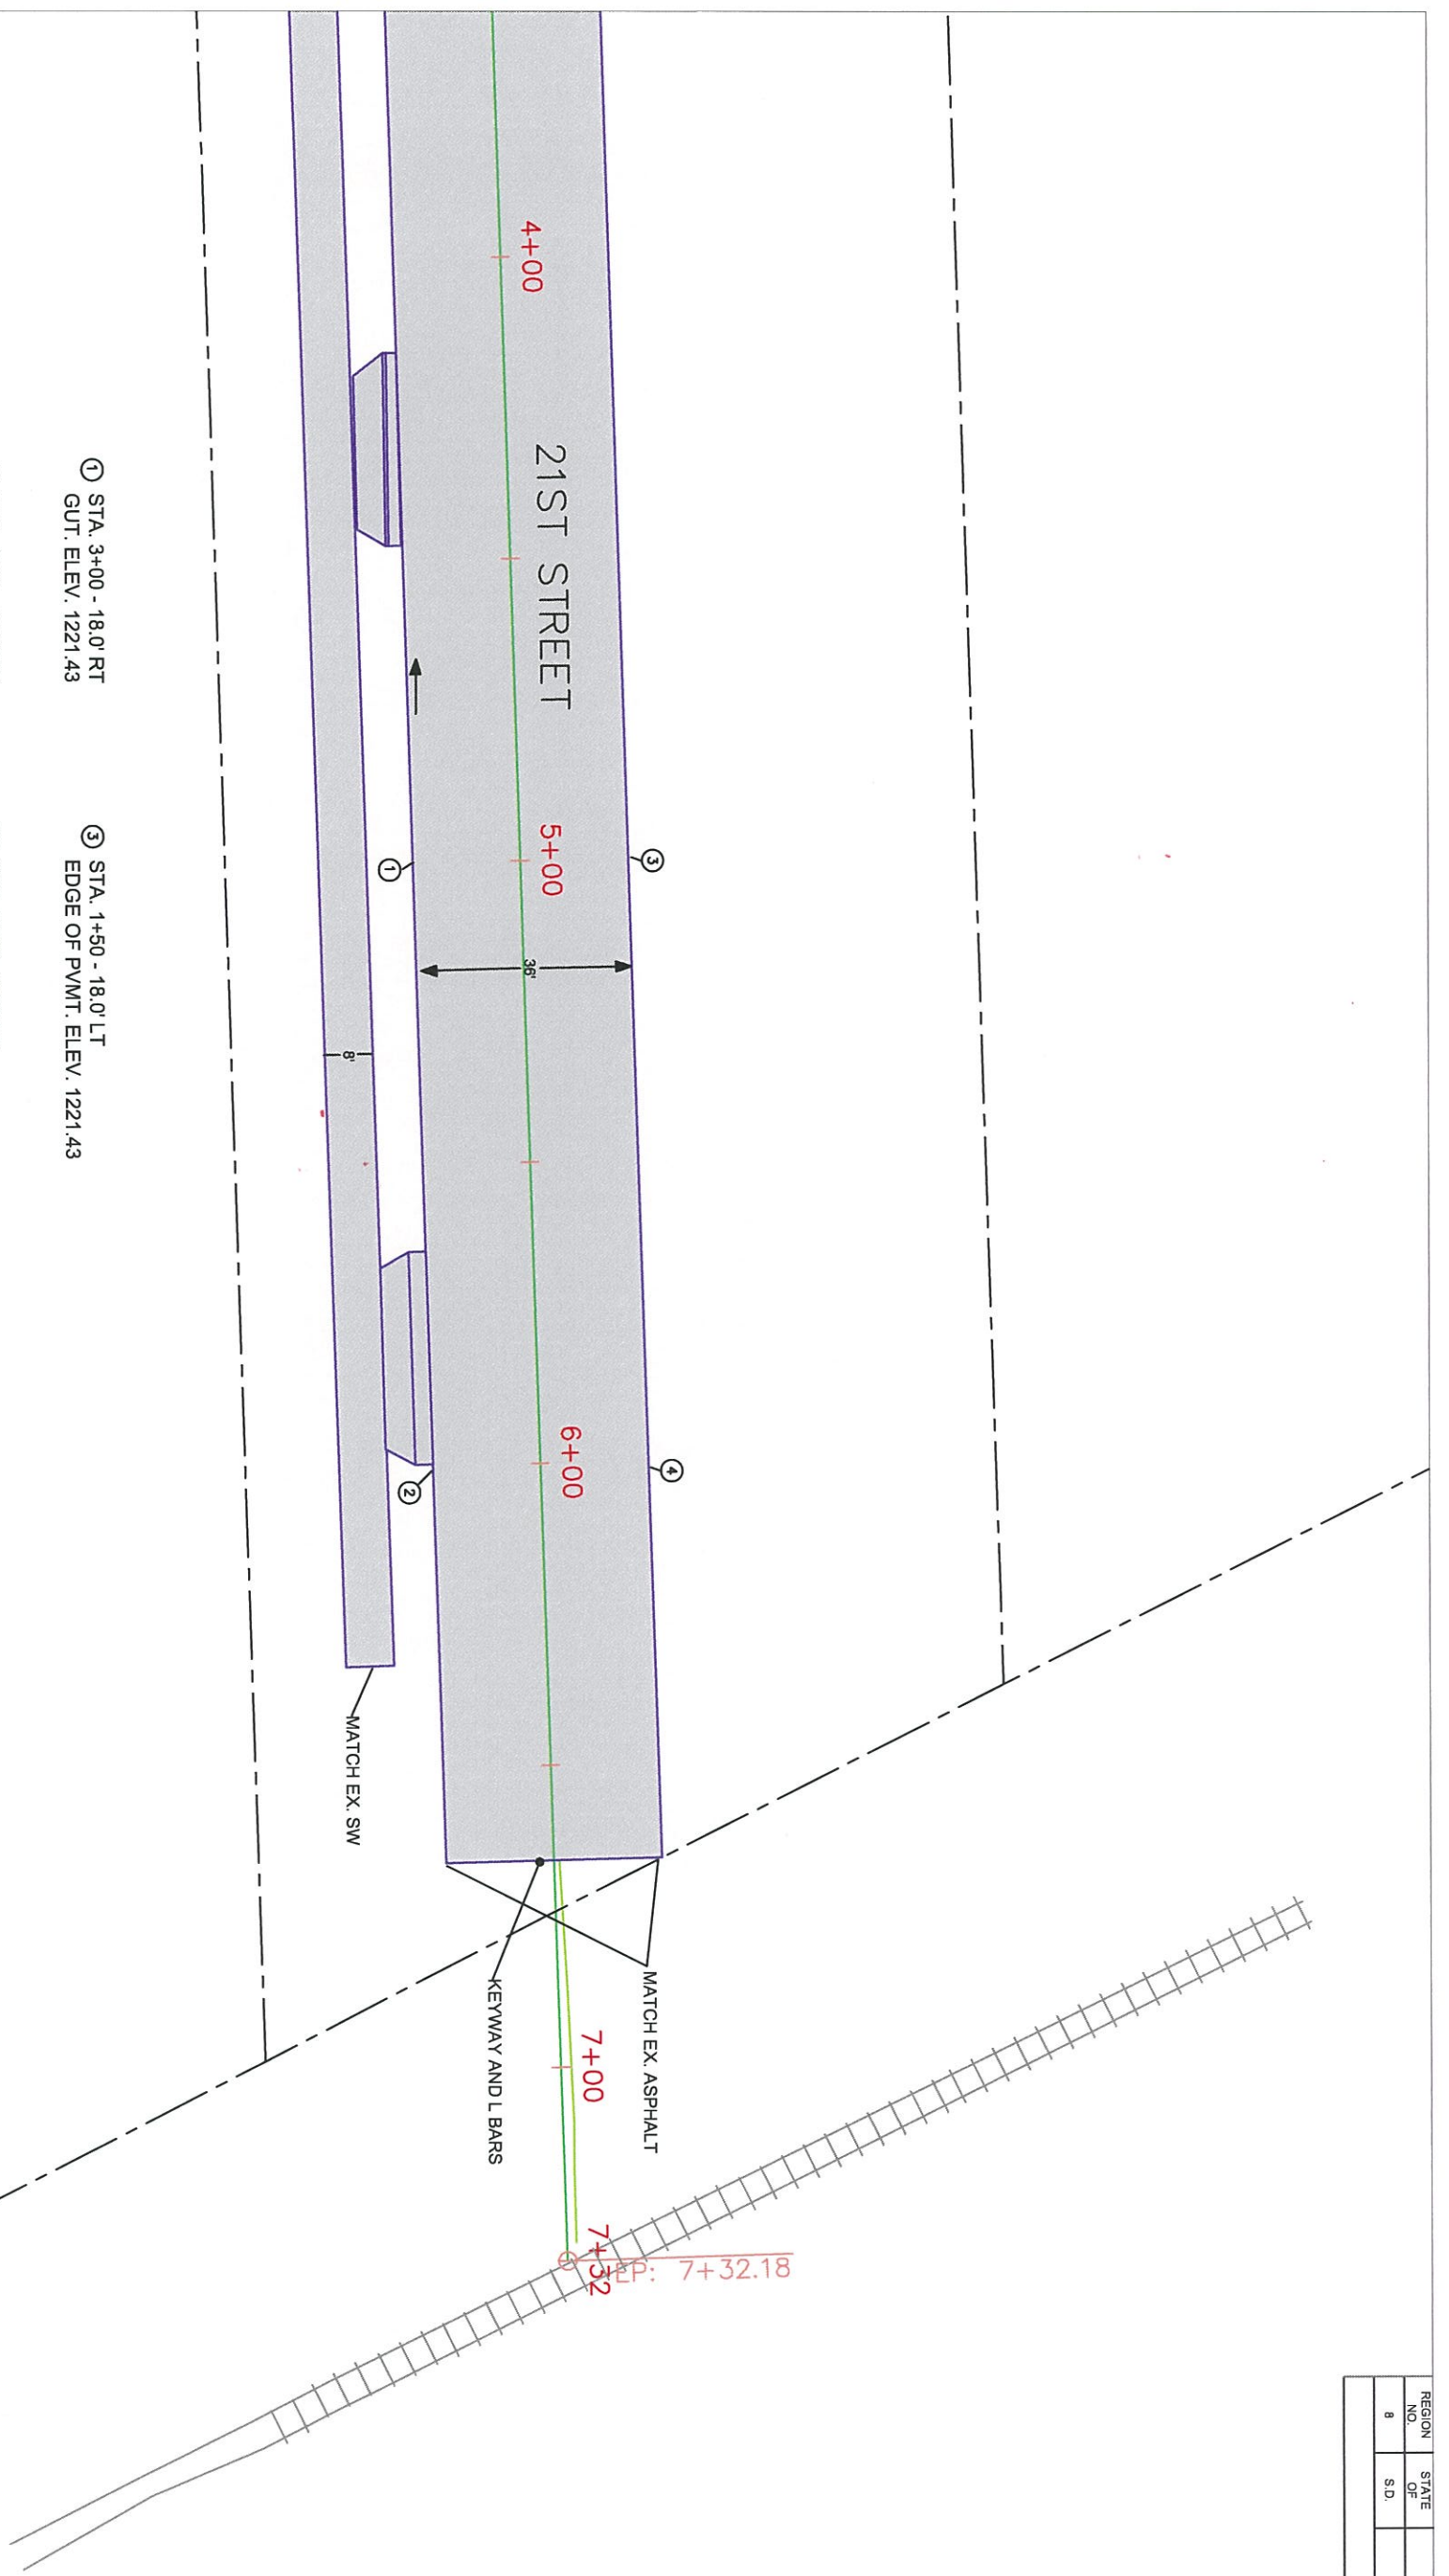 REGION
NO.
STATE
OF
8
S.D.
4+00
21ST STREET
5+00
6+00
7+00
7+32
EP: 7+32.18
③
④
36'
①
②
8'
MATCH EX. ASPHALT
KEYWAY AND L BARS
MATCH EX. SW
① STA. 3+00 - 18.0' RT
GUT. ELEV. 1221.43
③ STA. 1+50 - 18.0' LT
EDGE OF PVMT. ELEV. 1221.43